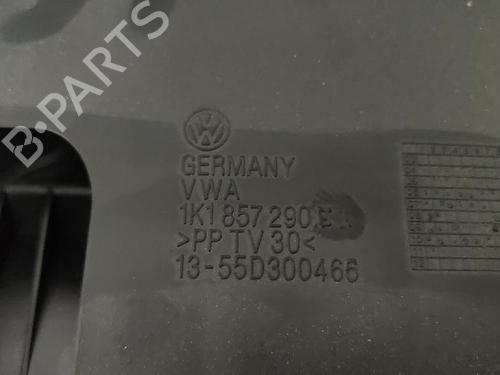 B-PARTS
GERMANY
VWA
1K1 857 290
>PP TV 30<
13-55D300466